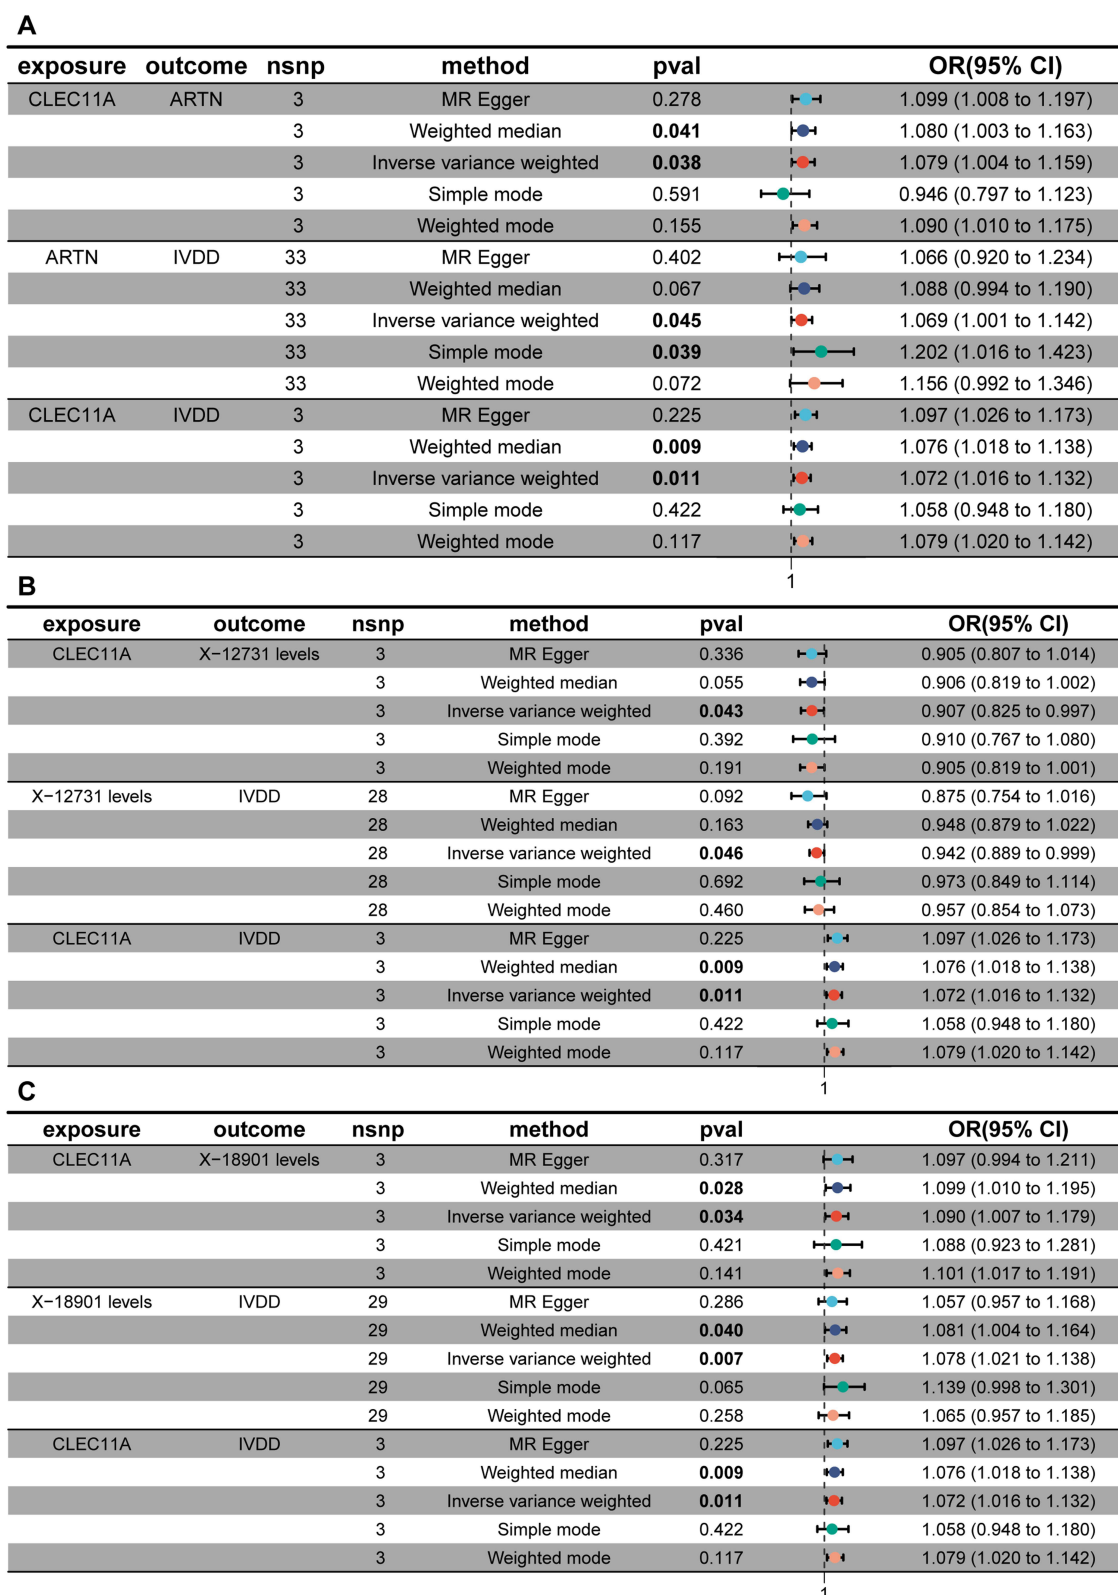 A
exposure outcome nsnp method pval OR(95% CI)
CLEC11A ARTN 3 MR Egger 0.278 1.099 (1.008 to 1.197)
3 Weighted median 0.041 1.080 (1.003 to 1.163)
3 Inverse variance weighted 0.038 1.079 (1.004 to 1.159)
3 Simple mode 0.591 0.946 (0.797 to 1.123)
3 Weighted mode 0.155 1.090 (1.010 to 1.175)
ARTN IVDD 33 MR Egger 0.402 1.066 (0.920 to 1.234)
33 Weighted median 0.067 1.088 (0.994 to 1.190)
33 Inverse variance weighted 0.045 1.069 (1.001 to 1.142)
33 Simple mode 0.039 1.202 (1.016 to 1.423)
33 Weighted mode 0.072 1.156 (0.992 to 1.346)
CLEC11A IVDD 3 MR Egger 0.225 1.097 (1.026 to 1.173)
3 Weighted median 0.009 1.076 (1.018 to 1.138)
3 Inverse variance weighted 0.011 1.072 (1.016 to 1.132)
3 Simple mode 0.422 1.058 (0.948 to 1.180)
3 Weighted mode 0.117 1.079 (1.020 to 1.142)
1
B
exposure outcome nsnp method pval OR(95% CI)
CLEC11A X−12731 levels 3 MR Egger 0.336 0.905 (0.807 to 1.014)
3 Weighted median 0.055 0.906 (0.819 to 1.002)
3 Inverse variance weighted 0.043 0.907 (0.825 to 0.997)
3 Simple mode 0.392 0.910 (0.767 to 1.080)
3 Weighted mode 0.191 0.905 (0.819 to 1.001)
X−12731 levels IVDD 28 MR Egger 0.092 0.875 (0.754 to 1.016)
28 Weighted median 0.163 0.948 (0.879 to 1.022)
28 Inverse variance weighted 0.046 0.942 (0.889 to 0.999)
28 Simple mode 0.692 0.973 (0.849 to 1.114)
28 Weighted mode 0.460 0.957 (0.854 to 1.073)
CLEC11A IVDD 3 MR Egger 0.225 1.097 (1.026 to 1.173)
3 Weighted median 0.009 1.076 (1.018 to 1.138)
3 Inverse variance weighted 0.011 1.072 (1.016 to 1.132)
3 Simple mode 0.422 1.058 (0.948 to 1.180)
3 Weighted mode 0.117 1.079 (1.020 to 1.142)
1
C
exposure outcome nsnp method pval OR(95% CI)
CLEC11A X−18901 levels 3 MR Egger 0.317 1.097 (0.994 to 1.211)
3 Weighted median 0.028 1.099 (1.010 to 1.195)
3 Inverse variance weighted 0.034 1.090 (1.007 to 1.179)
3 Simple mode 0.421 1.088 (0.923 to 1.281)
3 Weighted mode 0.141 1.101 (1.017 to 1.191)
X−18901 levels IVDD 29 MR Egger 0.286 1.057 (0.957 to 1.168)
29 Weighted median 0.040 1.081 (1.004 to 1.164)
29 Inverse variance weighted 0.007 1.078 (1.021 to 1.138)
29 Simple mode 0.065 1.139 (0.998 to 1.301)
29 Weighted mode 0.258 1.065 (0.957 to 1.185)
CLEC11A IVDD 3 MR Egger 0.225 1.097 (1.026 to 1.173)
3 Weighted median 0.009 1.076 (1.018 to 1.138)
3 Inverse variance weighted 0.011 1.072 (1.016 to 1.132)
3 Simple mode 0.422 1.058 (0.948 to 1.180)
3 Weighted mode 0.117 1.079 (1.020 to 1.142)
1